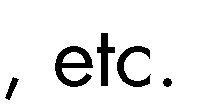 , etc.